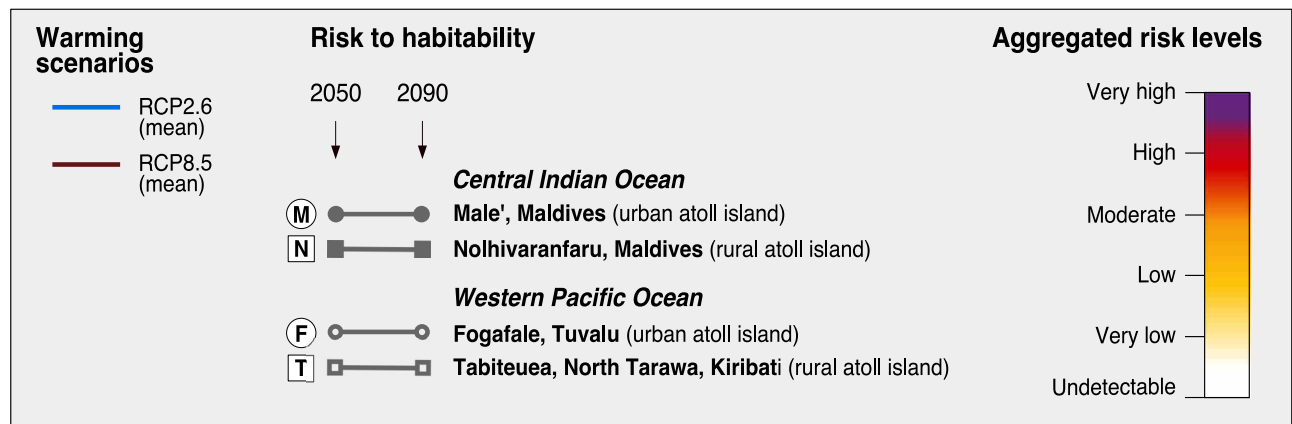 Warming
scenarios
RCP2.6
(mean)
RCP8.5
(mean)
Risk to habitability
2050 2090
Central Indian Ocean
M Male', Maldives (urban atoll island)
N Nolhivaranfaru, Maldives (rural atoll island)
Western Pacific Ocean
F Fogafale, Tuvalu (urban atoll island)
T Tabiteuea, North Tarawa, Kiribati (rural atoll island)
Aggregated risk levels
Very high
High
Moderate
Low
Very low
Undetectable